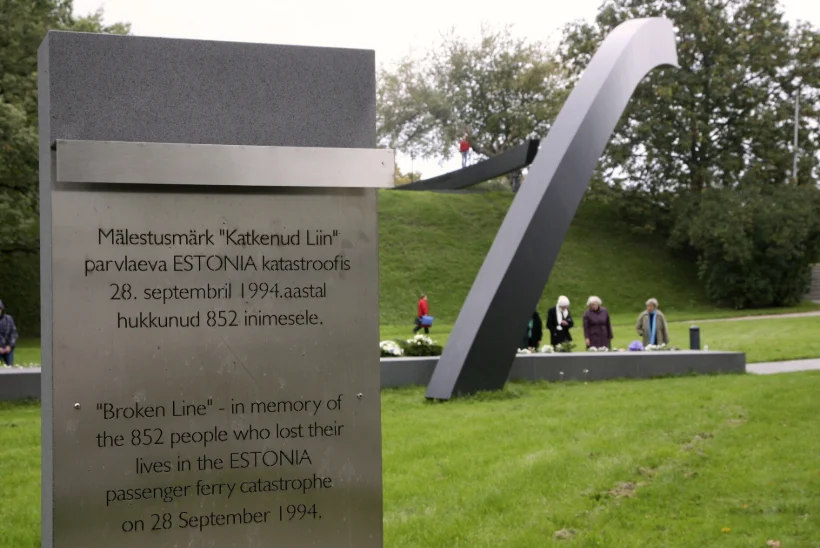 Mälestusmärk "Katkenud Liin"
parvlaeva ESTONIA katastroofis
28. septembril 1994.aastal
hukkunud 852 inimesele.
"Broken Line" - in memory of
the 852 people who lost their
lives in the ESTONIA
passenger ferry catastrophe
on 28 September 1994.